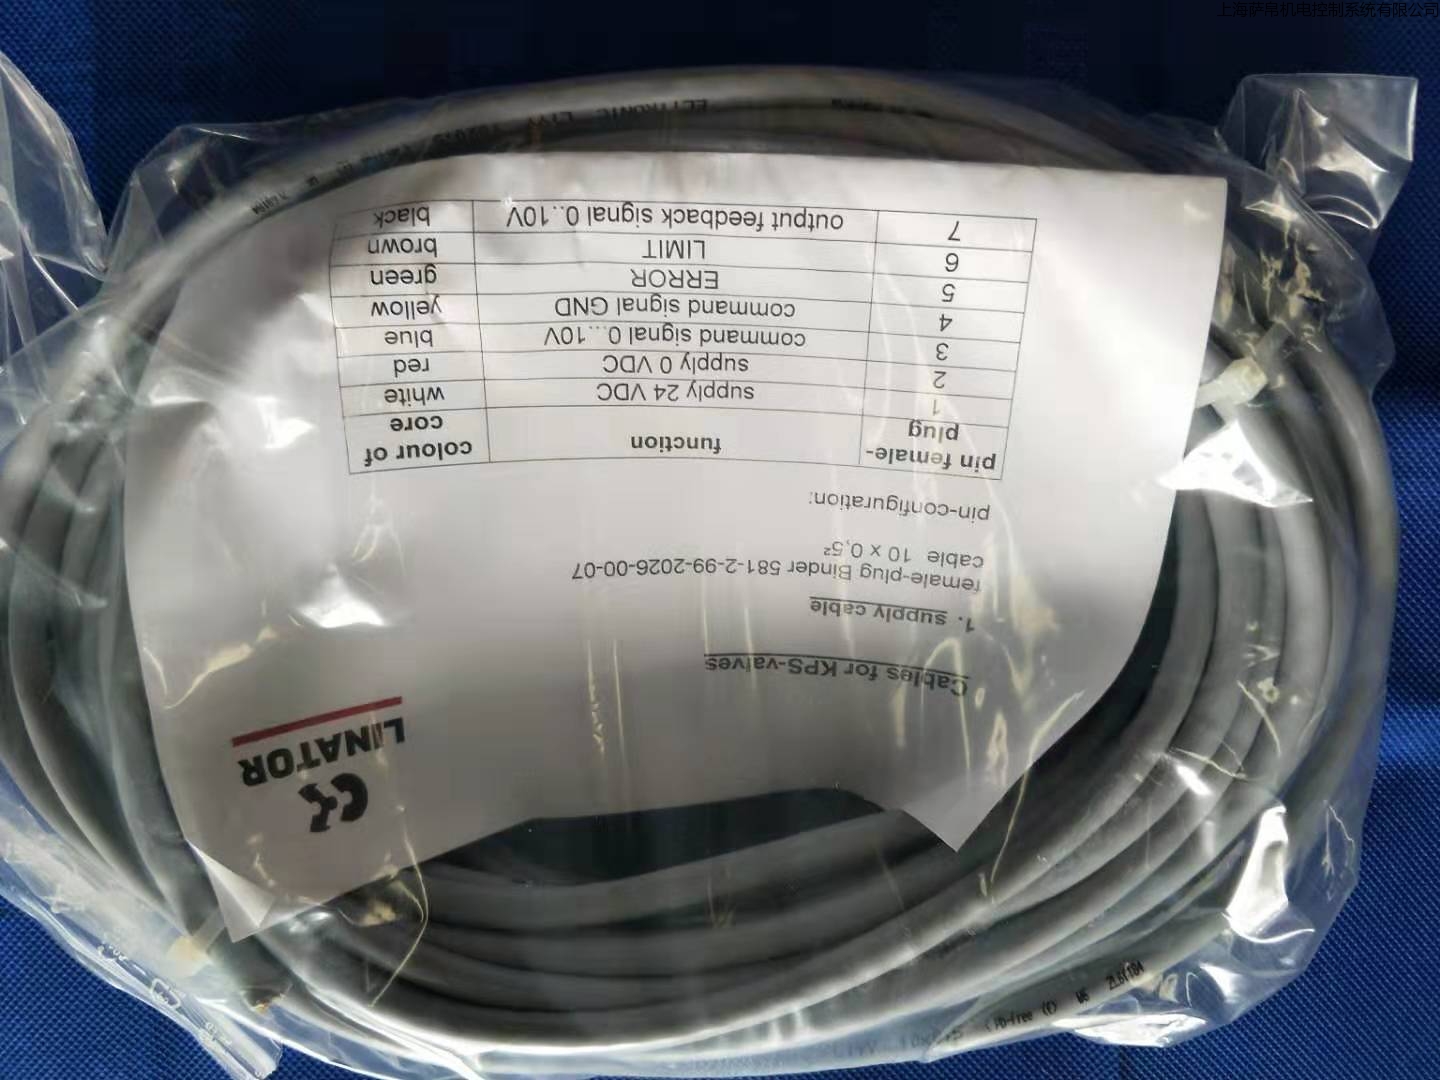 上海萨帛机电控制系统有限公司
LINATOR
Cables for KPS-valves
1. supply cable
female-plug Binder 581-2-99-2026-00-07
cable 10 x 0,5²
pin-configuration:
pin female-plug function colour of core
1 supply 24 VDC white
2 supply 0 VDC red
3 command signal 0...10V blue
4 command signal GND yellow
5 ERROR green
6 LIMIT brown
7 output feedback signal 0..10V black